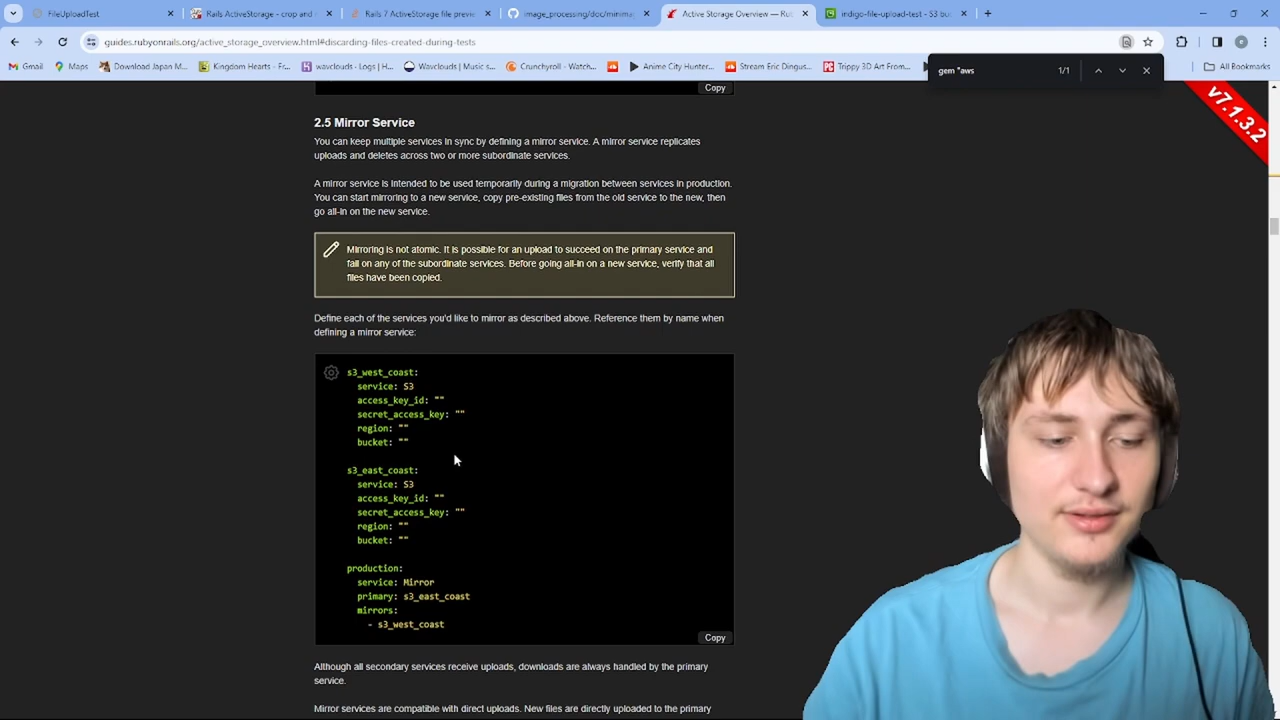 FileUploadTest
Rails ActiveStorage - crop and r
Rails 7 ActiveStorage file previe
image_processing/doc/minimag
Active Storage Overview — Rub
indigo-file-upload-test - S3 buc
guides.rubyonrails.org/active_storage_overview.html#discarding-files-created-during-tests
Gmail
Maps
Download Japan M...
Kingdom Hearts - Fr...
wavclouds - Logs | H...
Wavclouds | Music s...
Crunchyroll - Watch...
Anime City Hunter...
Stream Eric Dingus...
Trippy 3D Art From...
All Bookmarks
gem "aws
1/1
Copy
v7.1.3.2
2.5 Mirror Service
You can keep multiple services in sync by defining a mirror service. A mirror service replicates
uploads and deletes across two or more subordinate services.
A mirror service is intended to be used temporarily during a migration between services in production.
You can start mirroring to a new service, copy pre-existing files from the old service to the new, then
go all-in on the new service.
Mirroring is not atomic. It is possible for an upload to succeed on the primary service and
fail on any of the subordinate services. Before going all-in on a new service, verify that all
files have been copied.
Define each of the services you'd like to mirror as described above. Reference them by name when
defining a mirror service:
s3_west_coast:
service: S3
access_key_id: ""
secret_access_key: ""
region: ""
bucket: ""
s3_east_coast:
service: S3
access_key_id: ""
secret_access_key: ""
region: ""
bucket: ""
production:
service: Mirror
primary: s3_east_coast
mirrors:
- s3_west_coast
Copy
Although all secondary services receive uploads, downloads are always handled by the primary
service.
Mirror services are compatible with direct uploads. New files are directly uploaded to the primary